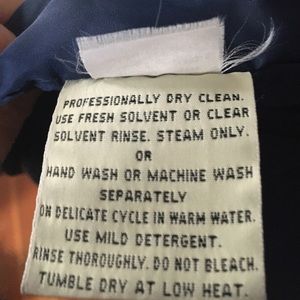 PROFESSIONALLY DRY CLEAN.
USE FRESH SOLVENT OR CLEAR
SOLVENT RINSE. STEAM ONLY.
OR
HAND WASH OR MACHINE WASH
SEPARATELY
ON DELICATE CYCLE IN WARM WATER.
USE MILD DETERGENT.
RINSE THOROUGHLY. DO NOT BLEACH.
TUMBLE DRY AT LOW HEAT.